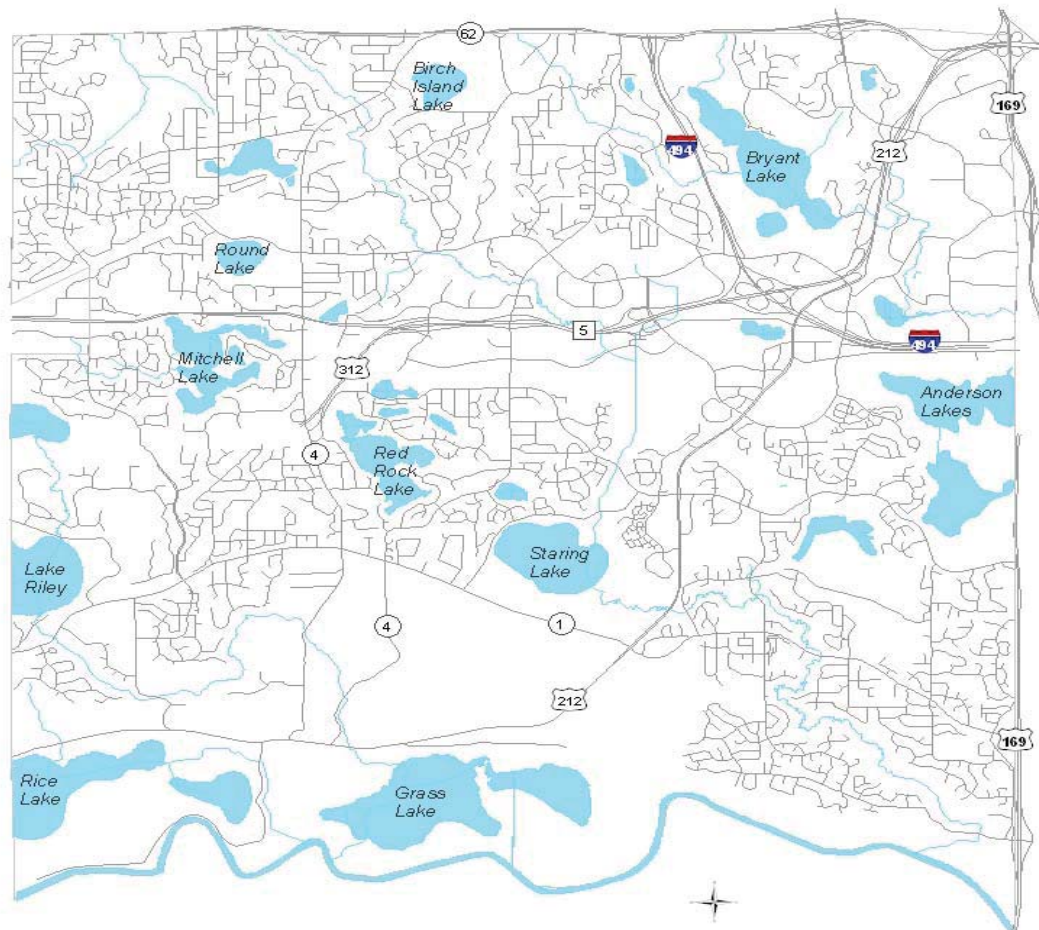 62
Birch
Island
Lake
169
494
212
Bryant
Lake
Round
Lake
5
494
Mitchell
Lake
312
Anderson
Lakes
4
Red
Rock
Lake
Staring
Lake
Lake
Riley
4
1
212
169
Rice
Lake
Grass
Lake